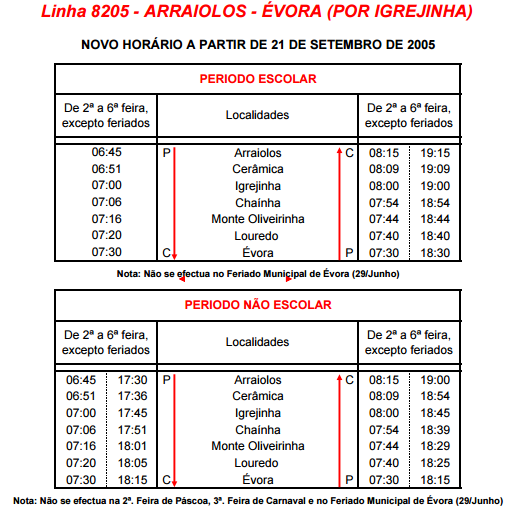 Linha 8205 - ARRAIOLOS - ÉVORA (POR IGREJINHA)
NOVO HORÁRIO A PARTIR DE 21 DE SETEMBRO DE 2005
PERIODO ESCOLAR
De 2ª a 6ª feira, excepto feriados Localidades De 2ª a 6ª feira, excepto feriados
06:45 P Arraiolos C 08:15 19:15
06:51 Cerâmica 08:09 19:09
07:00 Igrejinha 08:00 19:00
07:06 Chaínha 07:54 18:54
07:16 Monte Oliveirinha 07:44 18:44
07:20 Louredo 07:40 18:40
07:30 C Évora P 07:30 18:30
Nota: Não se efectua no Feriado Municipal de Évora (29/Junho)
PERIODO NÃO ESCOLAR
De 2ª a 6ª feira, excepto feriados Localidades De 2ª a 6ª feira, excepto feriados
06:45 17:30 P Arraiolos C 08:15 19:00
06:51 17:36 Cerâmica 08:09 18:54
07:00 17:45 Igrejinha 08:00 18:45
07:06 17:51 Chaínha 07:54 18:39
07:16 18:01 Monte Oliveirinha 07:44 18:29
07:20 18:05 Louredo 07:40 18:25
07:30 18:15 C Évora P 07:30 18:15
Nota: Não se efectua na 2ª. Feira de Páscoa, 3ª. Feira de Carnaval e no Feriado Municipal de Évora (29/Junho)